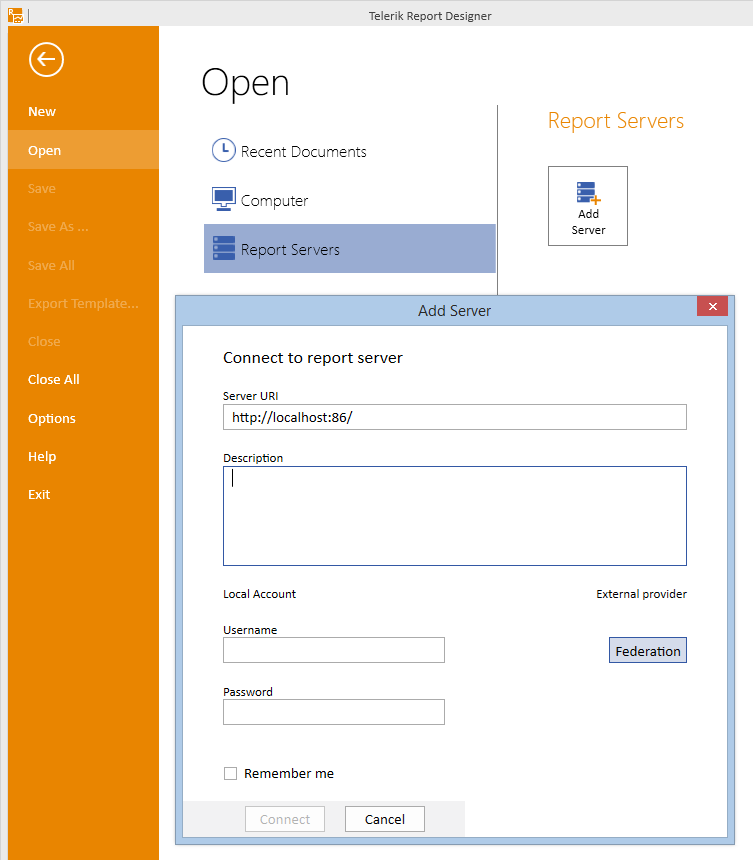 Telerik Report Designer
New
Open
Save
Save As ...
Save All
Export Template...
Close
Close All
Options
Help
Exit
Open
Recent Documents
Computer
Report Servers
Report Servers
Add
Server
Add Server
Connect to report server
Server URI
http://localhost:86/
Description
Local Account
External provider
Username
Federation
Password
Remember me
Connect
Cancel